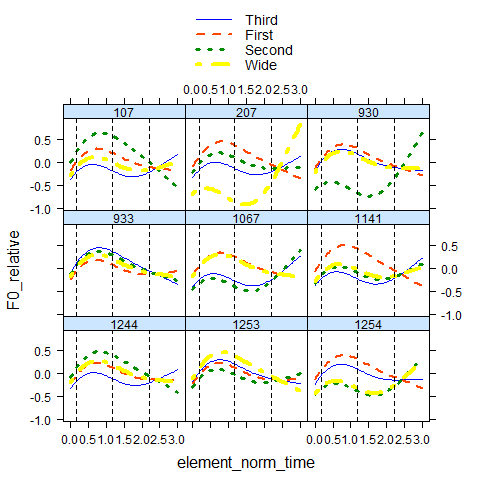 Third
First
Second
Wide
0.00.51.01.52.02.53.0
107 207 930
0.5
0.0
-0.5
-1.0
933 1067 1141
0.5
0.0
-0.5
-1.0
1244 1253 1254
0.5
0.0
-0.5
-1.0
F0_relative
0.00.51.01.52.02.53.0 0.00.51.01.52.02.53.0
element_norm_time